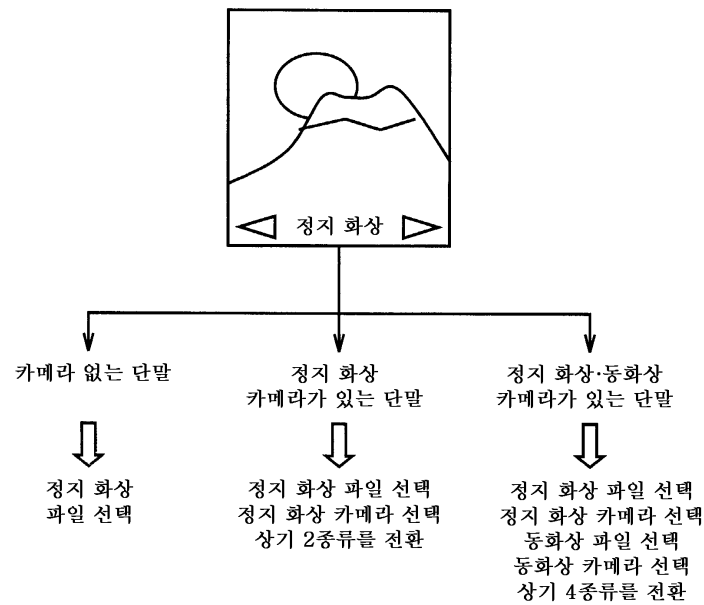 정지 화상
카메라 없는 단말
정지 화상
파일 선택
정지 화상
카메라가 있는 단말
정지 화상 파일 선택
정지 화상 카메라 선택
상기 2종류를 전환
정지 화상·동화상
카메라가 있는 단말
정지 화상 파일 선택
정지 화상 카메라 선택
동화상 파일 선택
동화상 카메라 선택
상기 4종류를 전환